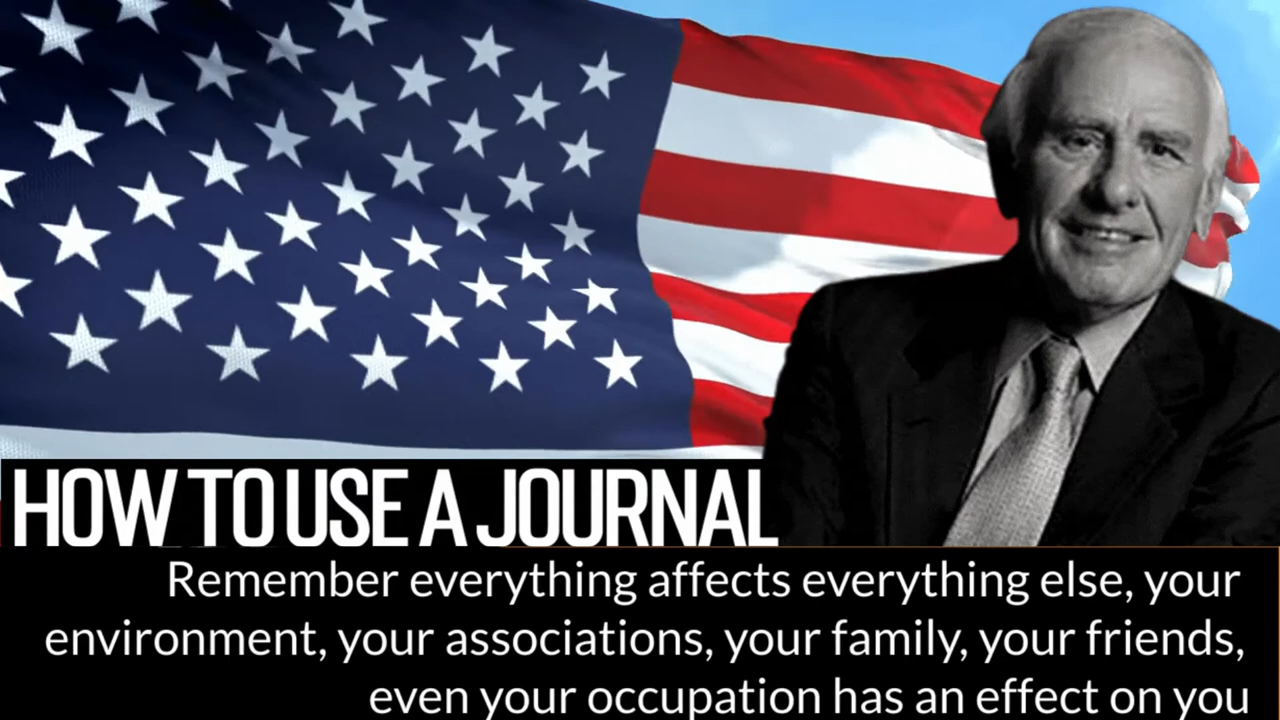 HOW TO USE A JOURNAL
Remember everything affects everything else, your
environment, your associations, your family, your friends,
even your occupation has an effect on you